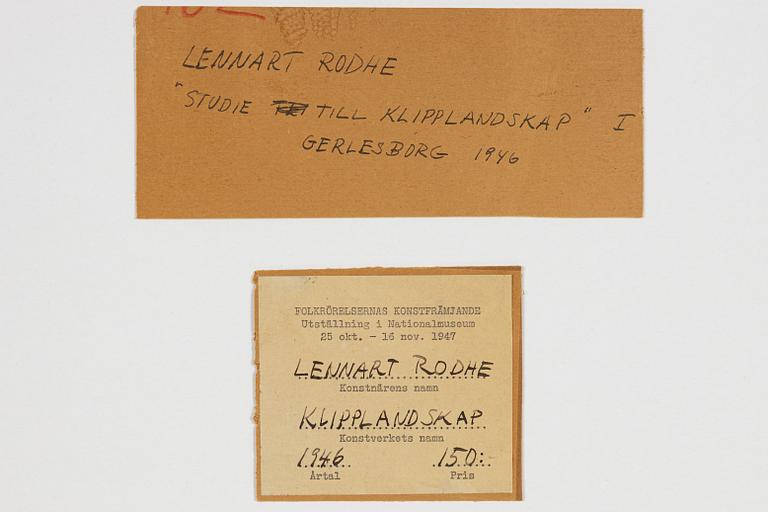 LENNART RODHE
"STUDIE TILL KLIPPLANDSKAP" I
GERLESBORG 1946
FOLKRÖRELSERNAS KONSTFRÄMJANDE
Utställning i Nationalmuseum
25 okt. - 16 nov. 1947
LENNART RODHE
Konstnärens namn
KLIPPLANDSKAP
Konstverkets namn
1946 150:-
Årtal Pris